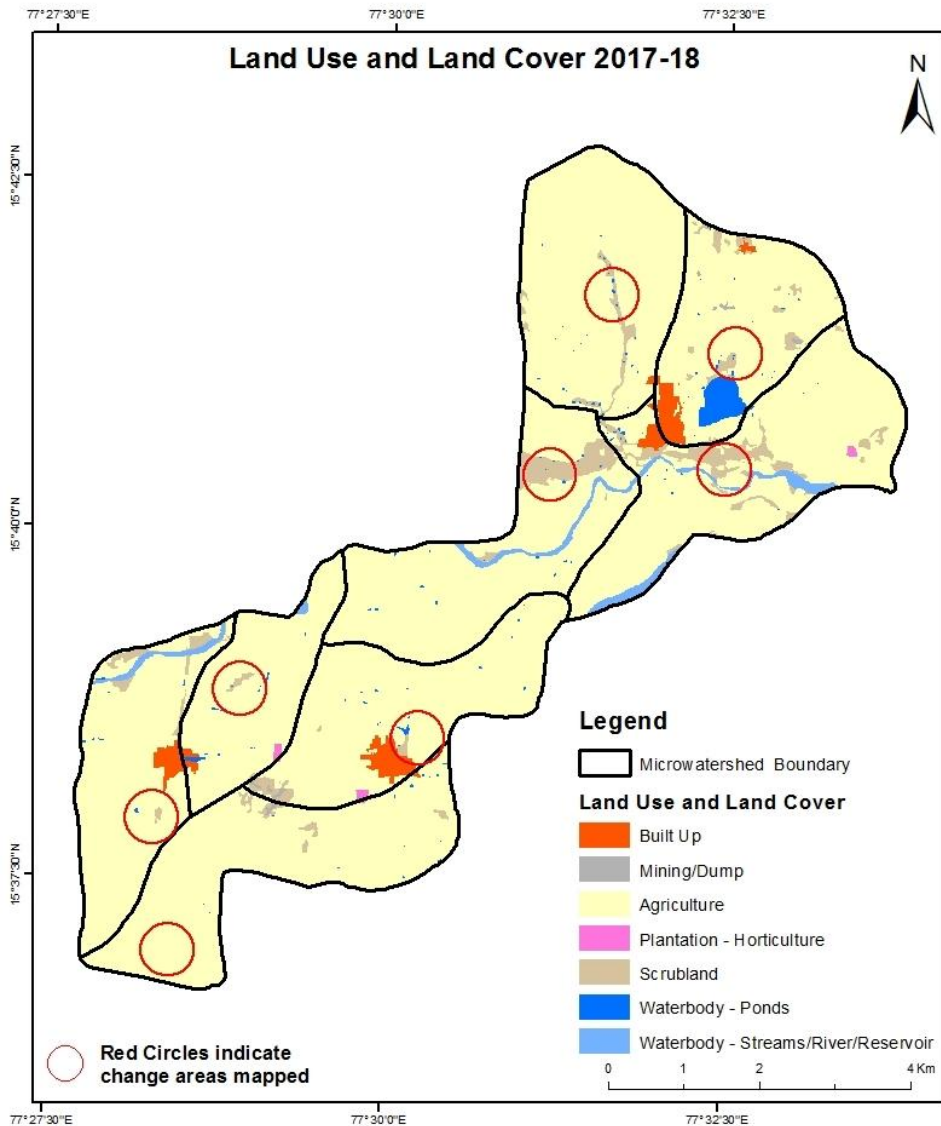 77°27'30"E 77°30'0"E 77°32'30"E
Land Use and Land Cover 2017-18
N
15°42'30"N
15°40'0"N
15°37'30"N
Legend
Microwatershed Boundary
Land Use and Land Cover
Built Up
Mining/Dump
Agriculture
Plantation - Horticulture
Scrubland
Waterbody - Ponds
Waterbody - Streams/River/Reservoir
0 1 2 4 Km
Red Circles indicate
change areas mapped
77°27'30"E 77°30'0"E 77°32'30"E